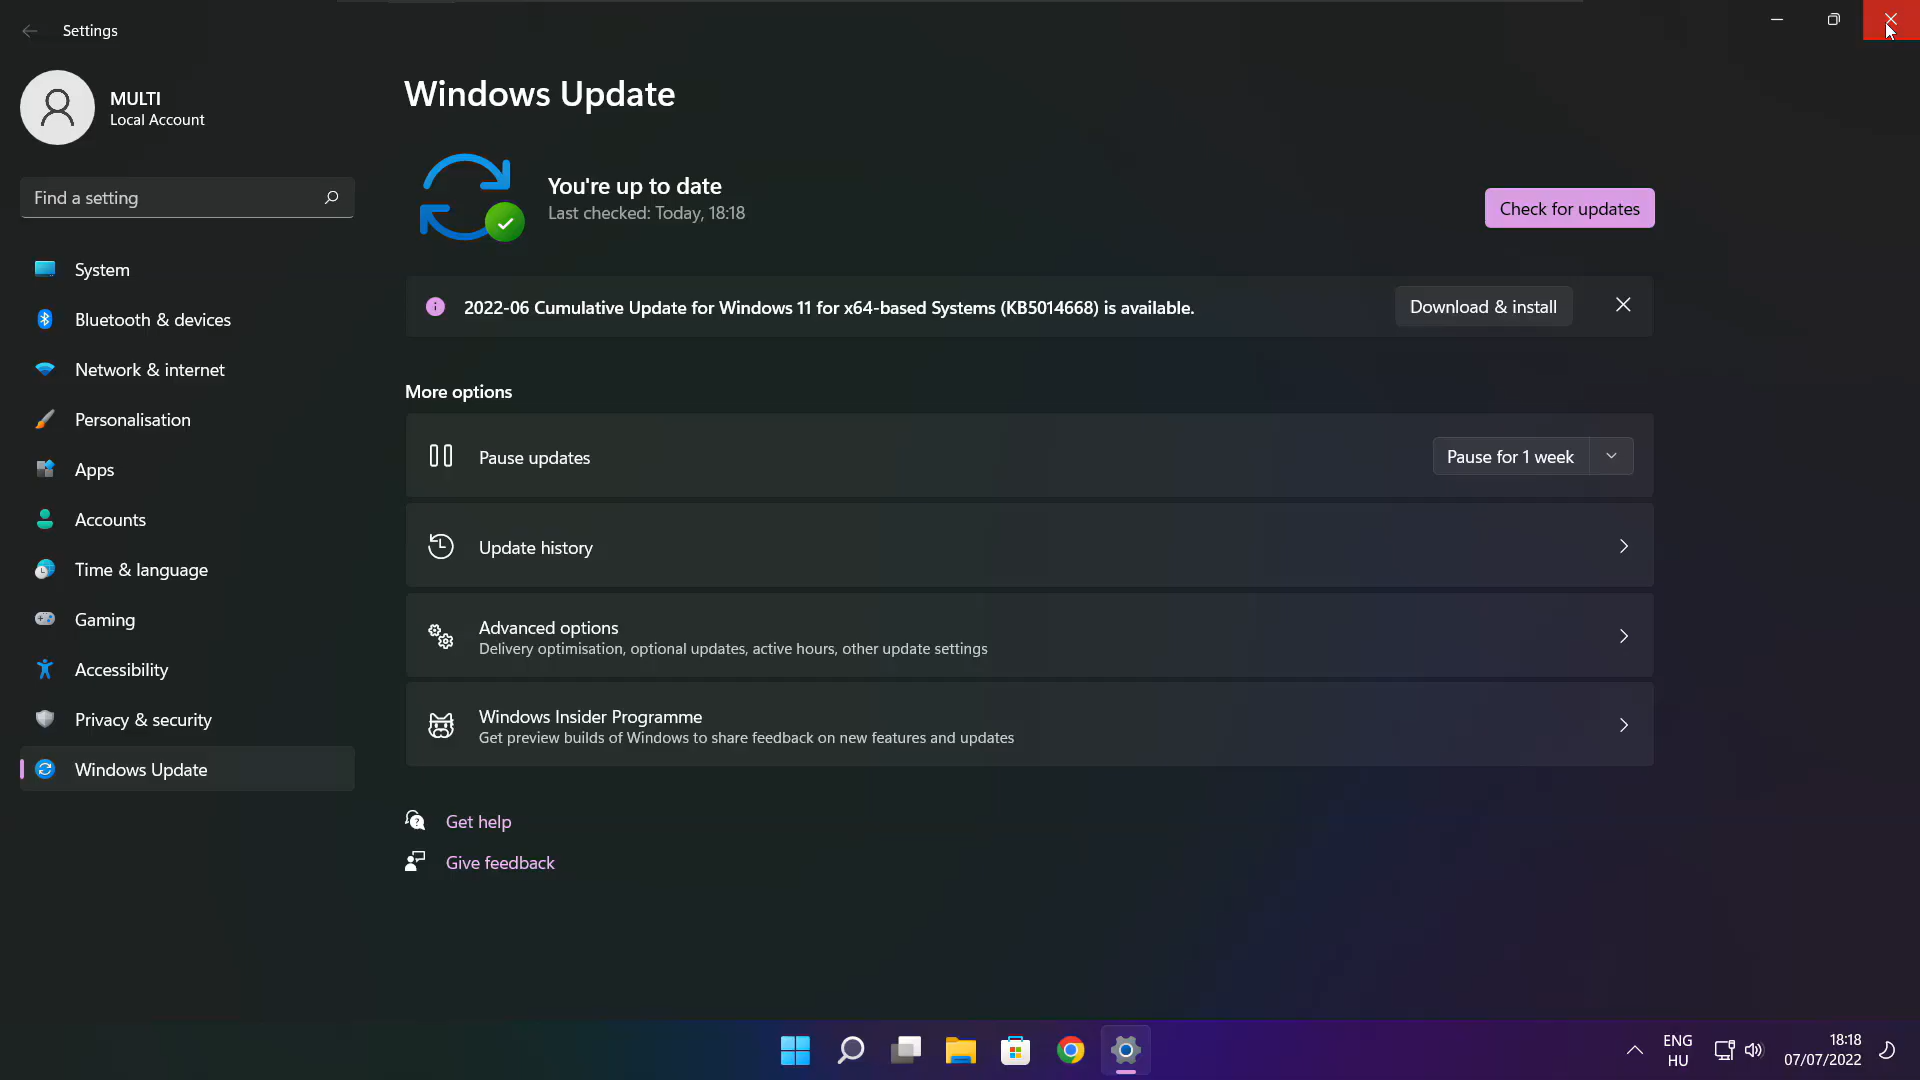 Settings
MULTI
Local Account
Find a setting
System
Bluetooth & devices
Network & internet
Personalisation
Apps
Accounts
Time & language
Gaming
Accessibility
Privacy & security
Windows Update
Windows Update
You're up to date
Last checked: Today, 18:18
Check for updates
2022-06 Cumulative Update for Windows 11 for x64-based Systems (KB5014668) is available.
Download & install
More options
Pause updates
Pause for 1 week
Update history
Advanced options
Delivery optimisation, optional updates, active hours, other update settings
Windows Insider Programme
Get preview builds of Windows to share feedback on new features and updates
Get help
Give feedback
ENG
HU
18:18
07/07/2022